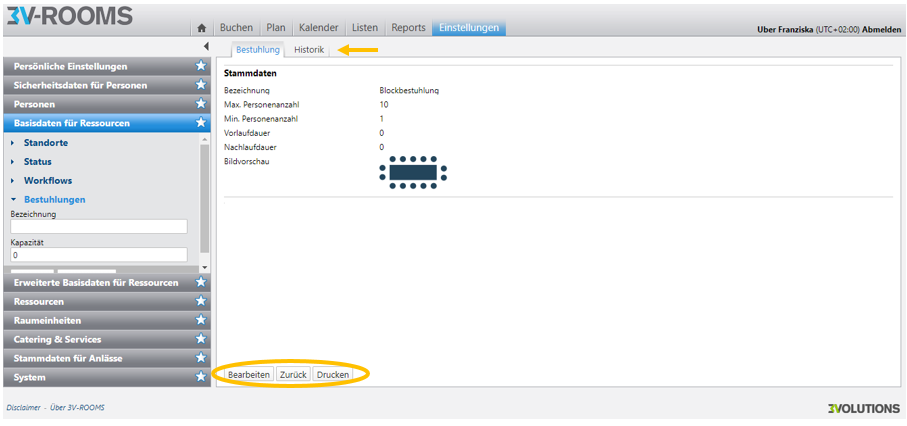 3V-ROOMS
Buchen Plan Kalender Listen Reports Einstellungen
Uber Franziska (UTC+02:00) Abmelden
Bestuhlung Historik
Persönliche Einstellungen
Sicherheitsdaten für Personen
Personen
Basisdaten für Ressourcen
Standorte
Status
Workflows
Bestuhlungen
Bezeichnung
Kapazität
0
Erweiterte Basisdaten für Ressourcen
Ressourcen
Raumeinheiten
Catering & Services
Stammdaten für Anlässe
System
Stammdaten
Bezeichnung Blockbestuhlung
Max. Personenanzahl 10
Min. Personenanzahl 1
Vorlaufdauer 0
Nachlaufdauer 0
Bildvorschau
Bearbeiten Zurück Drucken
Disclaimer - Über 3V-ROOMS
3VOLUTIONS